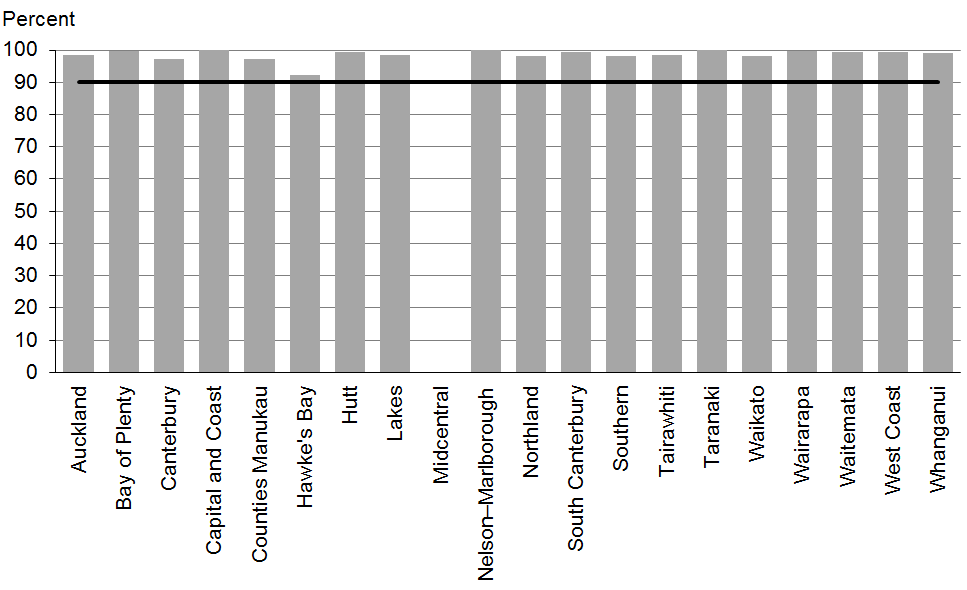 Percent
100
90
80
70
60
50
40
30
20
10
0
Auckland
Bay of Plenty
Canterbury
Capital and Coast
Counties Manukau
Hawke's Bay
Hutt
Lakes
Midcentral
Nelson–Marlborough
Northland
South Canterbury
Southern
Tairawhiti
Taranaki
Waikato
Wairarapa
Waitemata
West Coast
Whanganui